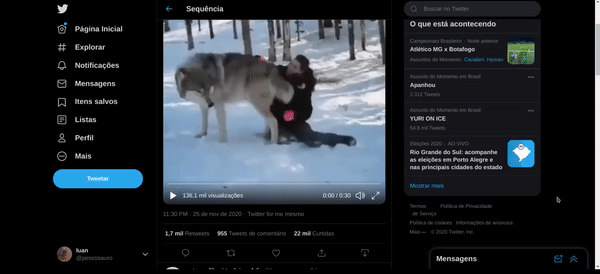 Página Inicial
Explorar
Notificações
Mensagens
Itens salvos
Listas
Perfil
Mais
Tweetar
luan
@pescosauro
Sequência
136,1 mil visualizações
0:00 / 0:30
11:30 PM · 25 de nov de 2020 · Twitter for me mesmo
1,7 mil Retweets 955 Tweets de comentário 22 mil Curtidas
Buscar no Twitter
O que está acontecendo
Campeonato Brasileiro · Noite anterior
Atlético MG x Botafogo
Assuntos do Momento: Cavalieri, Hyoran
Assunto do Momento em Brasil
Apanhou
2.312 Tweets
Assunto do Momento em Brasil
YURI ON ICE
54,8 mil Tweets
Eleições 2020 · AO VIVO
Rio Grande do Sul: acompanhe
as eleições em Porto Alegre e
nas principais cidades do estado
Mostrar mais
Termos de Serviço
Política de Privacidade
Política de cookies
Informações de anúncios
Mais
© 2020 Twitter, Inc.
Mensagens